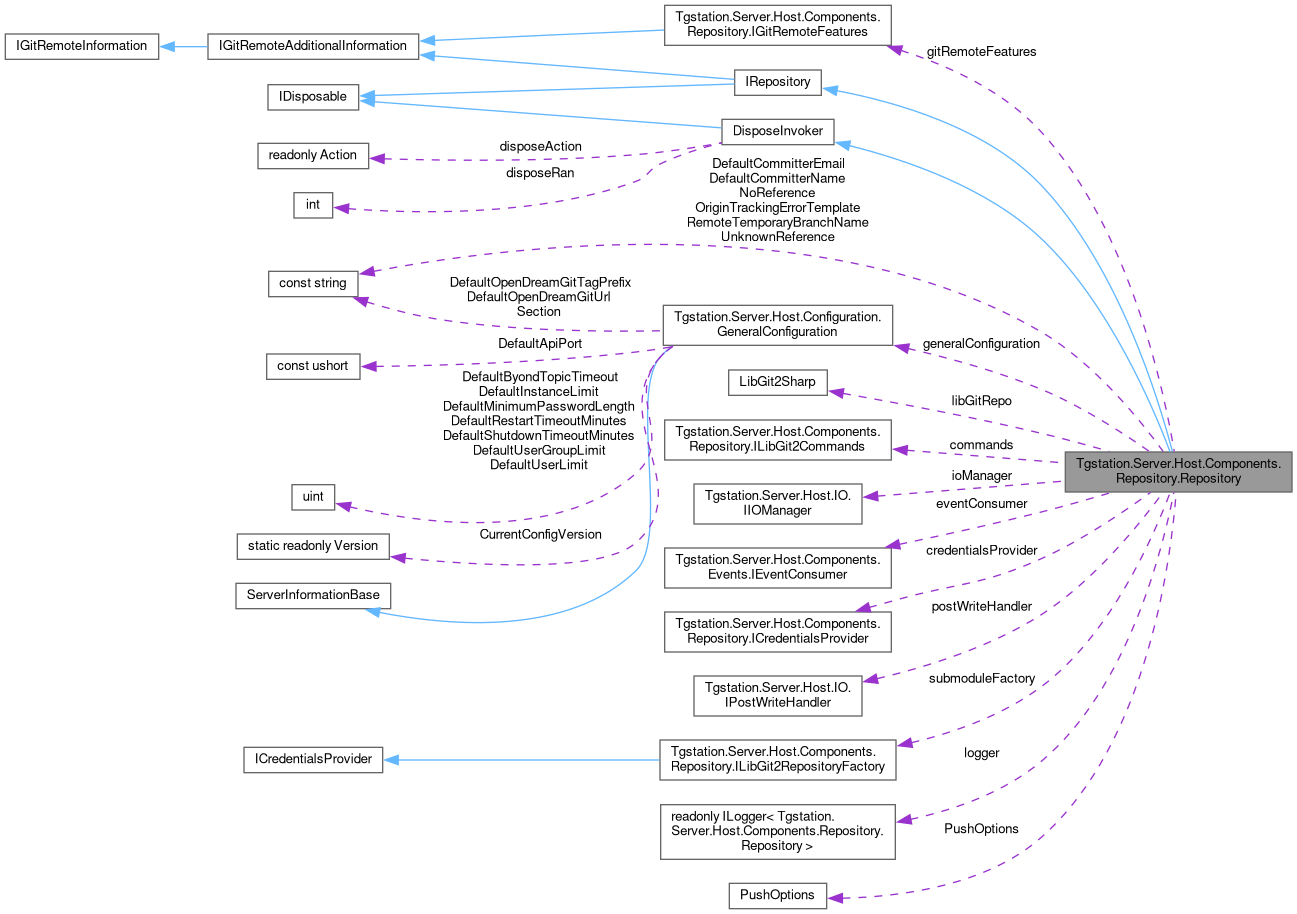 Tgstation.Server.Host.Components.
Repository.IGitRemoteFeatures
IGitRemoteInformation
IGitRemoteAdditionalInformation
gitRemoteFeatures
IRepository
IDisposable
DisposeInvoker
readonly Action
disposeAction
disposeRan
int
DefaultCommitterEmail
DefaultCommitterName
NoReference
OriginTrackingErrorTemplate
RemoteTemporaryBranchName
UnknownReference
const string
DefaultOpenDreamGitTagPrefix
DefaultOpenDreamGitUrl
Section
Tgstation.Server.Host.Configuration.
GeneralConfiguration
generalConfiguration
const ushort
DefaultApiPort
DefaultByondTopicTimeout
DefaultInstanceLimit
DefaultMinimumPasswordLength
DefaultRestartTimeoutMinutes
DefaultShutdownTimeoutMinutes
DefaultUserGroupLimit
DefaultUserLimit
LibGit2Sharp
libGitRepo
Tgstation.Server.Host.Components.
Repository.ILibGit2Commands
commands
Tgstation.Server.Host.Components.
Repository.Repository
uint
Tgstation.Server.Host.IO.
IIOManager
ioManager
eventConsumer
static readonly Version
CurrentConfigVersion
Tgstation.Server.Host.Components.
Events.IEventConsumer
credentialsProvider
ServerInformationBase
Tgstation.Server.Host.Components.
Repository.ICredentialsProvider
postWriteHandler
Tgstation.Server.Host.IO.
IPostWriteHandler
submoduleFactory
ICredentialsProvider
Tgstation.Server.Host.Components.
Repository.ILibGit2RepositoryFactory
logger
readonly ILogger< Tgstation.
Server.Host.Components.Repository.
Repository >
PushOptions
PushOptions